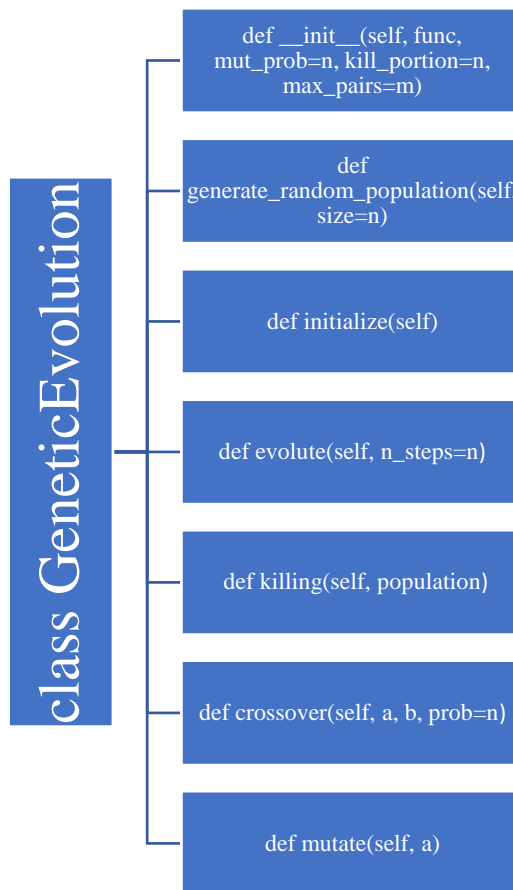 class GeneticEvolution
def __init__(self, func,
mut_prob=n, kill_portion=n,
max_pairs=m)
def
generate_random_population(self,
size=n)
def initialize(self)
def evolute(self, n_steps=n)
def killing(self, population)
def crossover(self, a, b, prob=n)
def mutate(self, a)